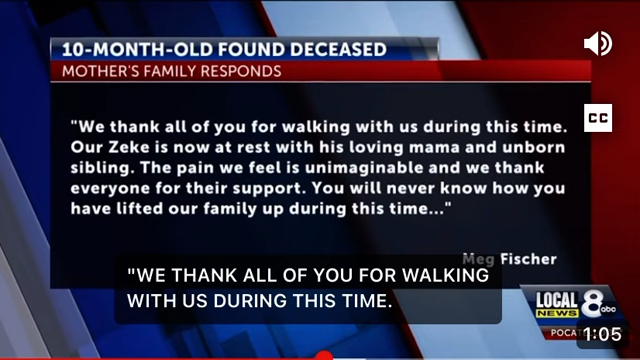 10-MONTH-OLD FOUND DECEASED
MOTHER'S FAMILY RESPONDS
CC
"We thank all of you for walking with us during this time.
Our Zeke is now at rest with his loving mama and unborn
sibling. The pain we feel is unimaginable and we thank
everyone for their support. You will never know how you
have lifted our family up during this time..."
Meg Fischer
"WE THANK ALL OF YOU FOR WALKING
WITH US DURING THIS TIME.
LOCAL
NEWS 8 abc
POCAT
1:05